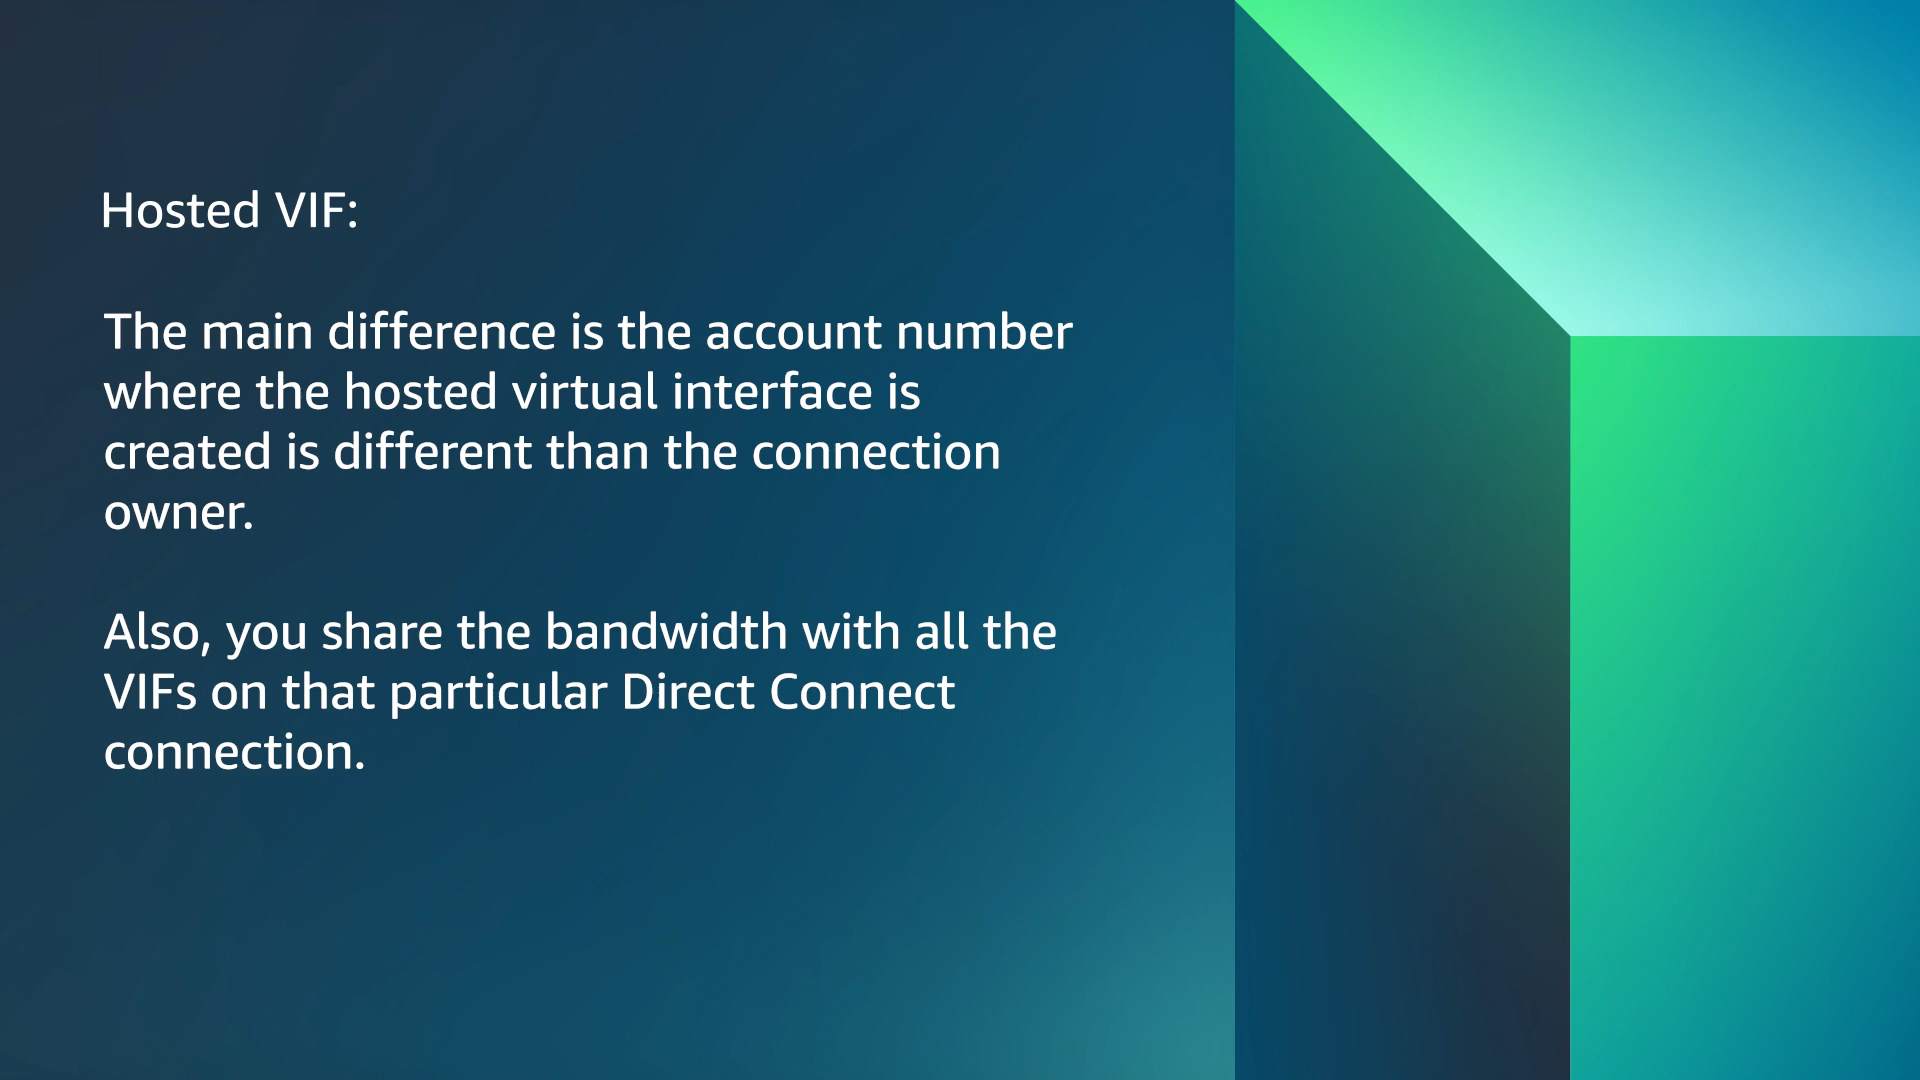 Hosted VIF:
The main difference is the account number
where the hosted virtual interface is
created is different than the connection
owner.
Also, you share the bandwidth with all the
VIFs on that particular Direct Connect
connection.